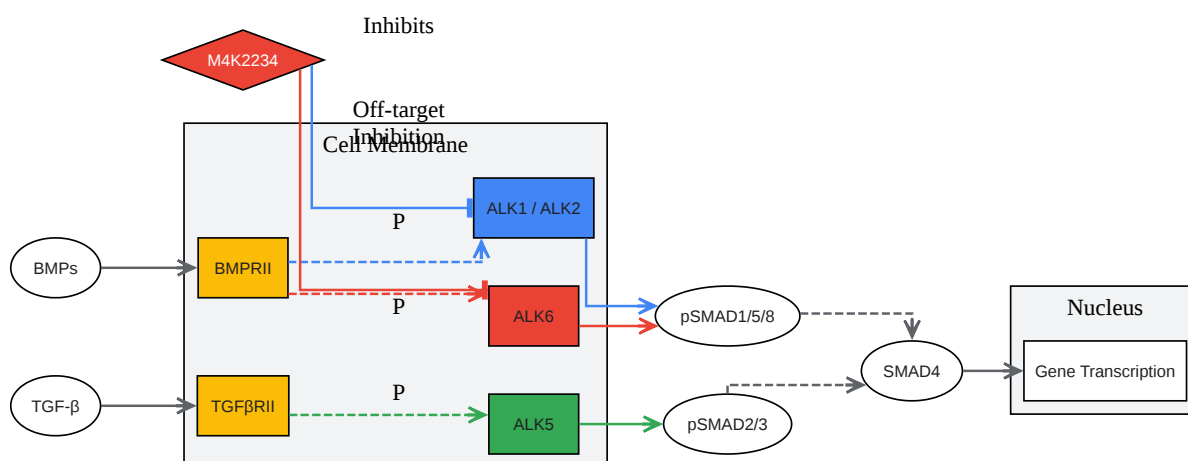 Inhibits
M4K2234
Off-target
Inhibition
Cell Membrane
ALK1 / ALK2
P
BMPs
BMPRII
P
ALK6
pSMAD1/5/8
Nucleus
SMAD4
Gene Transcription
TGF-β
TGFβRII
P
ALK5
pSMAD2/3